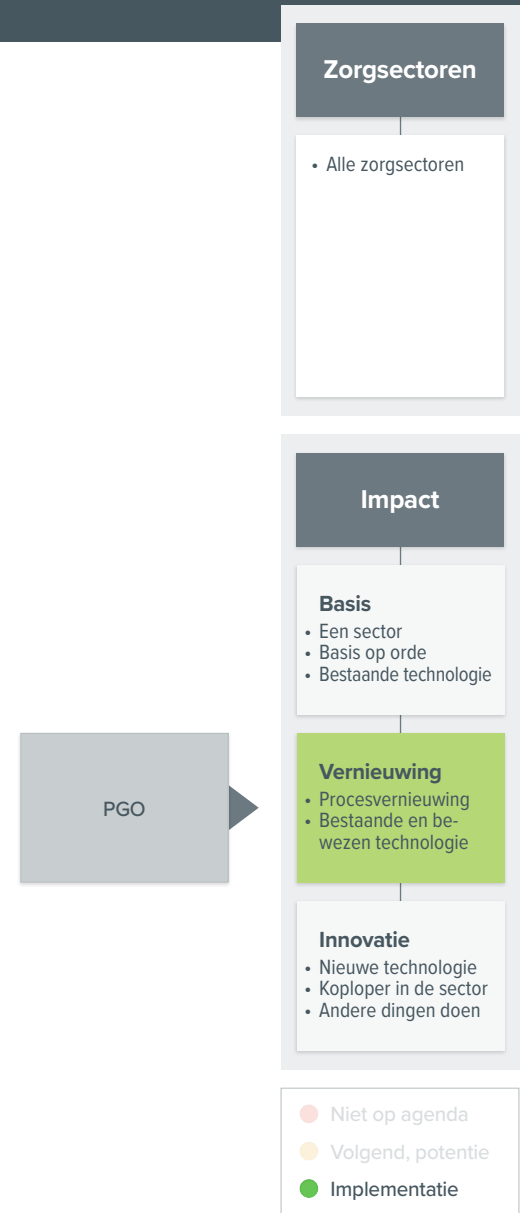 Zorgsectoren
• Alle zorgsectoren
Impact
Basis
• Een sector
• Basis op orde
• Bestaande technologie
PGO
Vernieuwing
• Procesvernieuwing
• Bestaande en be-
wezen technologie
Innovatie
• Nieuwe technologie
• Koploper in de sector
• Andere dingen doen
Niet op agenda
Volgend, potentie
Implementatie